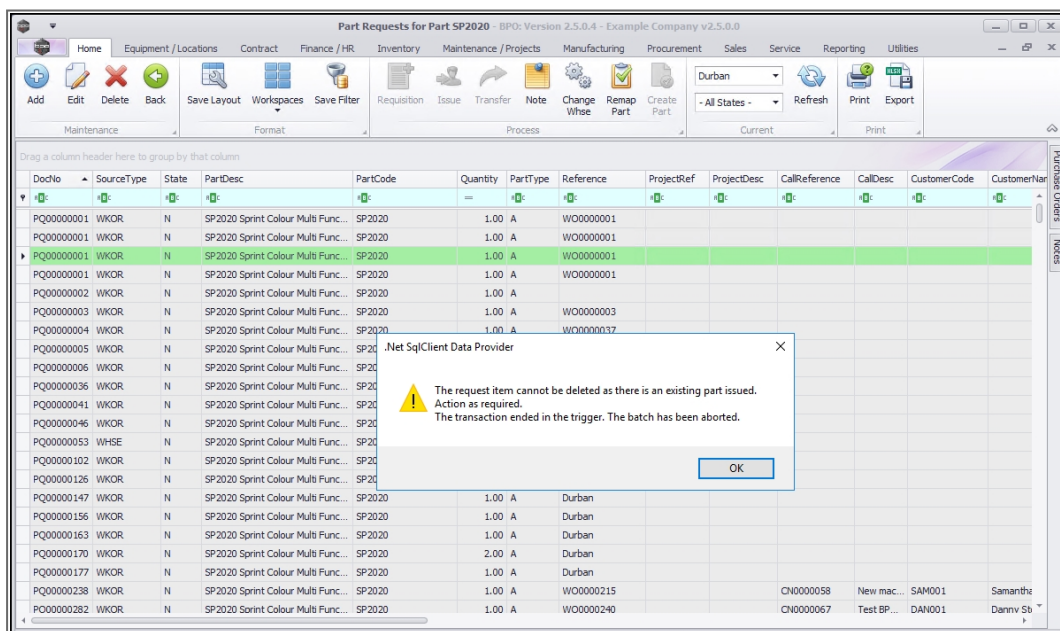 Part Requests for Part SP2020 - BPO: Version 2.5.0.4 - Example Company v2.5.0.0
Home Equipment / Locations Contract Finance / HR Inventory Maintenance / Projects Manufacturing Procurement Sales Service Reporting Utilities
Add Edit Delete Back Save Layout Workspaces Save Filter Requisition Issue Transfer Note Change Whse Remap Part Create Part Durban - All States - Refresh Print Export
Maintenance Format Process Current Print
Drag a column header here to group by that column
DocNo SourceType State PartDesc PartCode Quantity PartType Reference ProjectRef ProjectDesc CallReference CallDesc CustomerCode CustomerNar
PQ00000001 WKOR N SP2020 Sprint Colour Multi Func... SP2020 1.00 A WO0000001
PQ00000001 WKOR N SP2020 Sprint Colour Multi Func... SP2020 1.00 A WO0000001
PQ00000001 WKOR N SP2020 Sprint Colour Multi Func... SP2020 1.00 A WO0000001
PQ00000001 WKOR N SP2020 Sprint Colour Multi Func... SP2020 1.00 A WO0000001
PQ00000002 WKOR N SP2020 Sprint Colour Multi Func... SP2020 1.00 A
PQ00000003 WKOR N SP2020 Sprint Colour Multi Func... SP2020 1.00 A WO0000003
PQ00000004 WKOR N SP2020 Sprint Colour Multi Func... SP2020 1.00 A WO0000037
PQ00000005 WKOR N SP2020 Sprint Colour Multi Func... SP20
PQ00000006 WKOR N SP2020 Sprint Colour Multi Func... SP20
PQ00000036 WKOR N SP2020 Sprint Colour Multi Func... SP20
PQ00000041 WKOR N SP2020 Sprint Colour Multi Func... SP20
PQ00000046 WKOR N SP2020 Sprint Colour Multi Func... SP20
PQ00000053 WHSE N SP2020 Sprint Colour Multi Func... SP20
PQ00000102 WKOR N SP2020 Sprint Colour Multi Func... SP20
PQ00000126 WKOR N SP2020 Sprint Colour Multi Func... SP20
PQ00000147 WKOR N SP2020 Sprint Colour Multi Func... SP2020 1.00 A Durban
PQ00000156 WKOR N SP2020 Sprint Colour Multi Func... SP2020 1.00 A Durban
PQ00000163 WKOR N SP2020 Sprint Colour Multi Func... SP2020 1.00 A Durban
PQ00000170 WKOR N SP2020 Sprint Colour Multi Func... SP2020 2.00 A Durban
PQ00000177 WKOR N SP2020 Sprint Colour Multi Func... SP2020 1.00 A Durban
PQ00000238 WKOR N SP2020 Sprint Colour Multi Func... SP2020 1.00 A WO0000215 CN0000058 New mac... SAM001 Samantha
PQ00000282 WKOR N SP2020 Sprint Colour Multi Func... SP2020 1.00 A WO0000240 CN0000067 Test BP... DAN001 Danny St
.Net SqlClient Data Provider
The request item cannot be deleted as there is an existing part issued.
Action as required.
The transaction ended in the trigger. The batch has been aborted.
OK
Purchase Orders
Notes